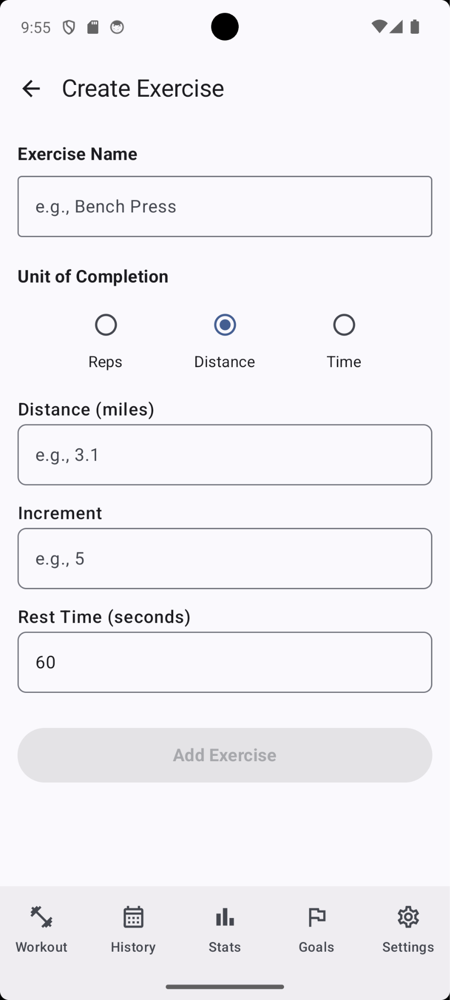 9:55
Create Exercise
Exercise Name
e.g., Bench Press
Unit of Completion
Reps Distance Time
Distance (miles)
e.g., 3.1
Increment
e.g., 5
Rest Time (seconds)
60
Add Exercise
Workout History Stats Goals Settings